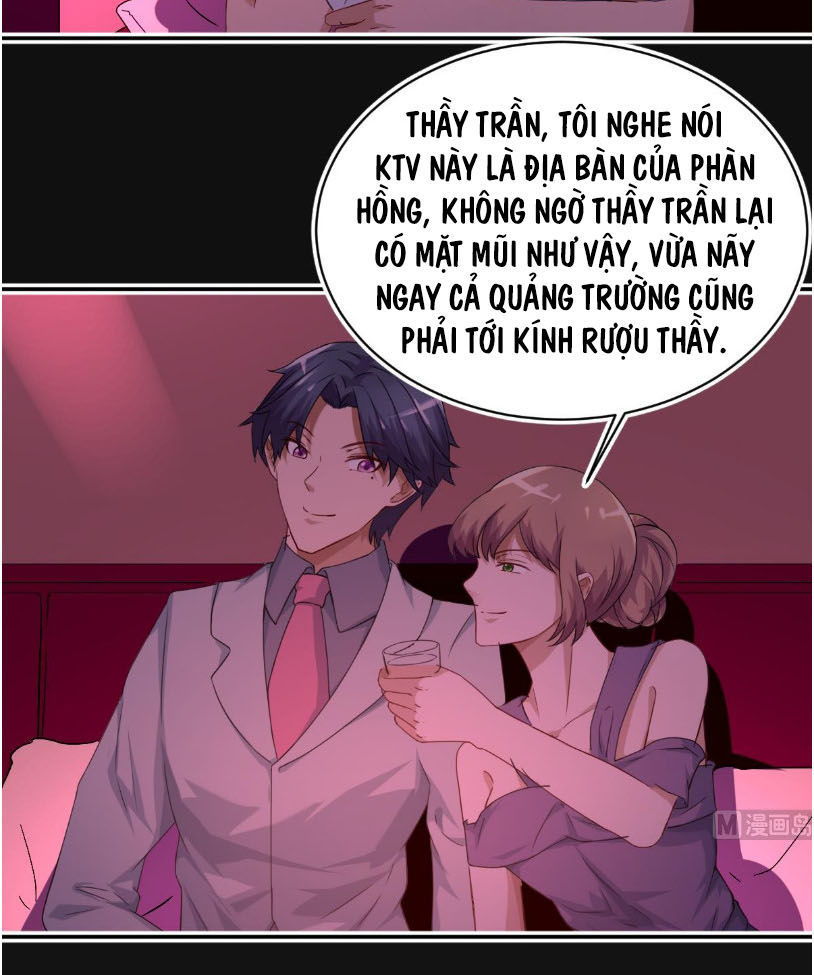 THẦY TRẦN, TÔI NGHE NÓI
KTV NÀY LÀ ĐỊA BÀN CỦA PHÀN
HỒNG, KHÔNG NGỜ THẦY TRẦN LẠI
CÓ MẶT MŨI NHƯ VẬY, VỪA NÃY
NGAY CẢ QUẢNG TRƯỜNG CŨNG
PHẢI TỚI KÍNH RƯỢU THẦY.
M 漫画岛